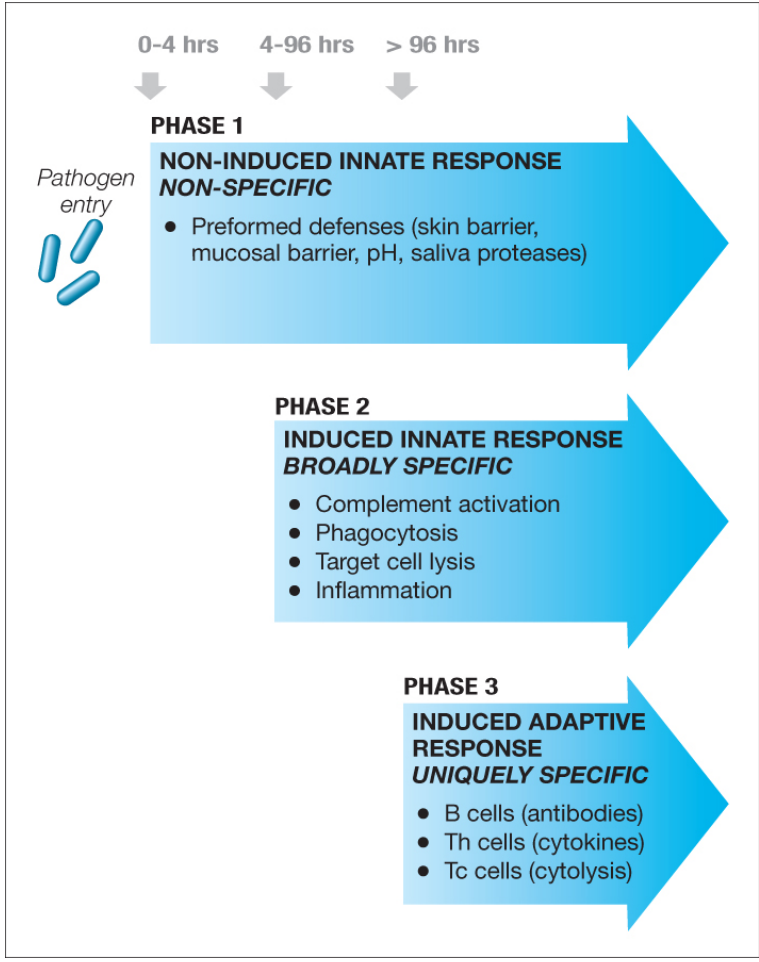 0-4 hrs 4-96 hrs > 96 hrs
PHASE 1
NON-INDUCED INNATE RESPONSE
NON-SPECIFIC
Pathogen
entry
• Preformed defenses (skin barrier,
mucosal barrier, pH, saliva proteases)
PHASE 2
INDUCED INNATE RESPONSE
BROADLY SPECIFIC
• Complement activation
• Phagocytosis
• Target cell lysis
• Inflammation
PHASE 3
INDUCED ADAPTIVE
RESPONSE
UNIQUELY SPECIFIC
• B cells (antibodies)
• Th cells (cytokines)
• Tc cells (cytolysis)